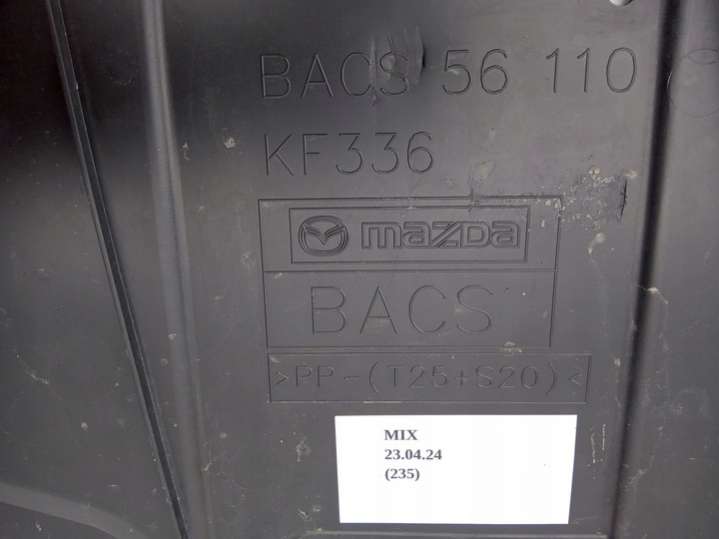 BACS 56 110
KF336
mazda
BACS
>PP-(T25+S20)<
MIX
23.04.24
(235)